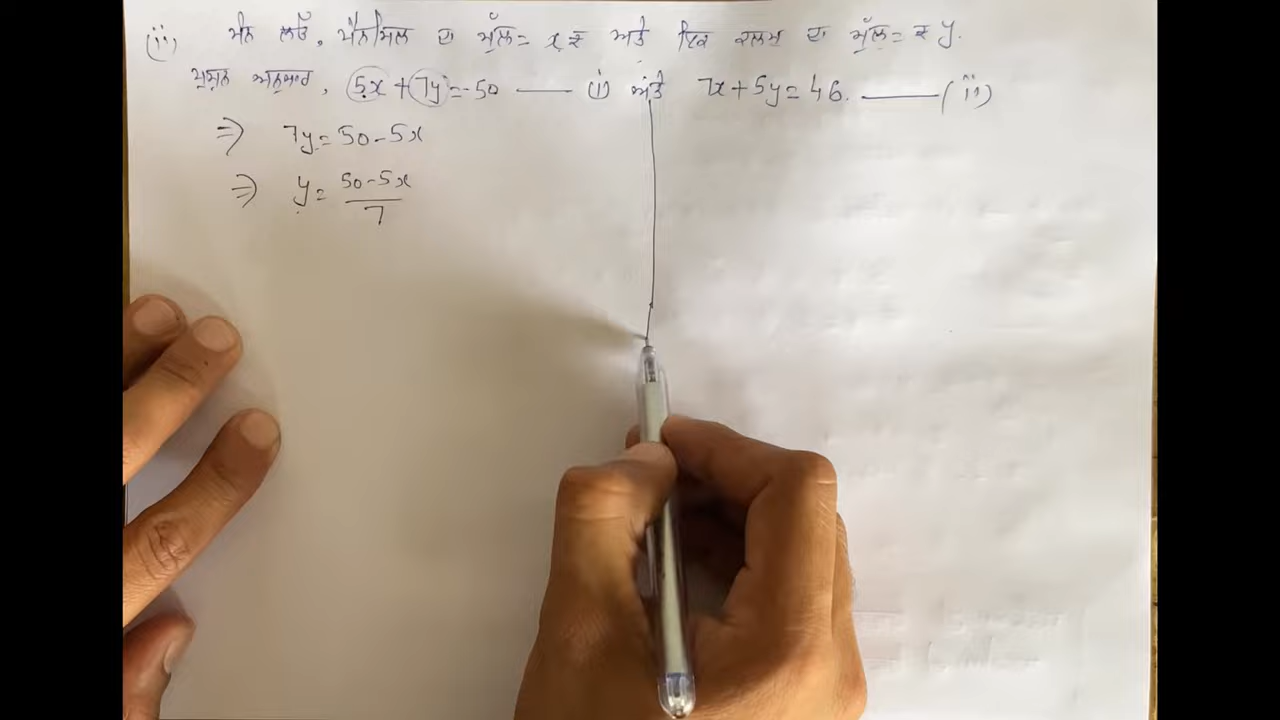 (ii) ਮੰਨ ਲਓ, ਪੈਨਸਿਲ ਦਾ ਮੁੱਲ = x ₹ ਅਤੇ ਇਕ ਕਲਮ ਦਾ ਮੁੱਲ = ₹ y.
ਪ੍ਰਸ਼ਨ ਅਨੁਸਾਰ, 5x + 7y = 50 —— (i) ਅਤੇ 7x + 5y = 46. —— (ii)
⇒ 7y = 50 - 5x
⇒ y = (50 - 5x)/7